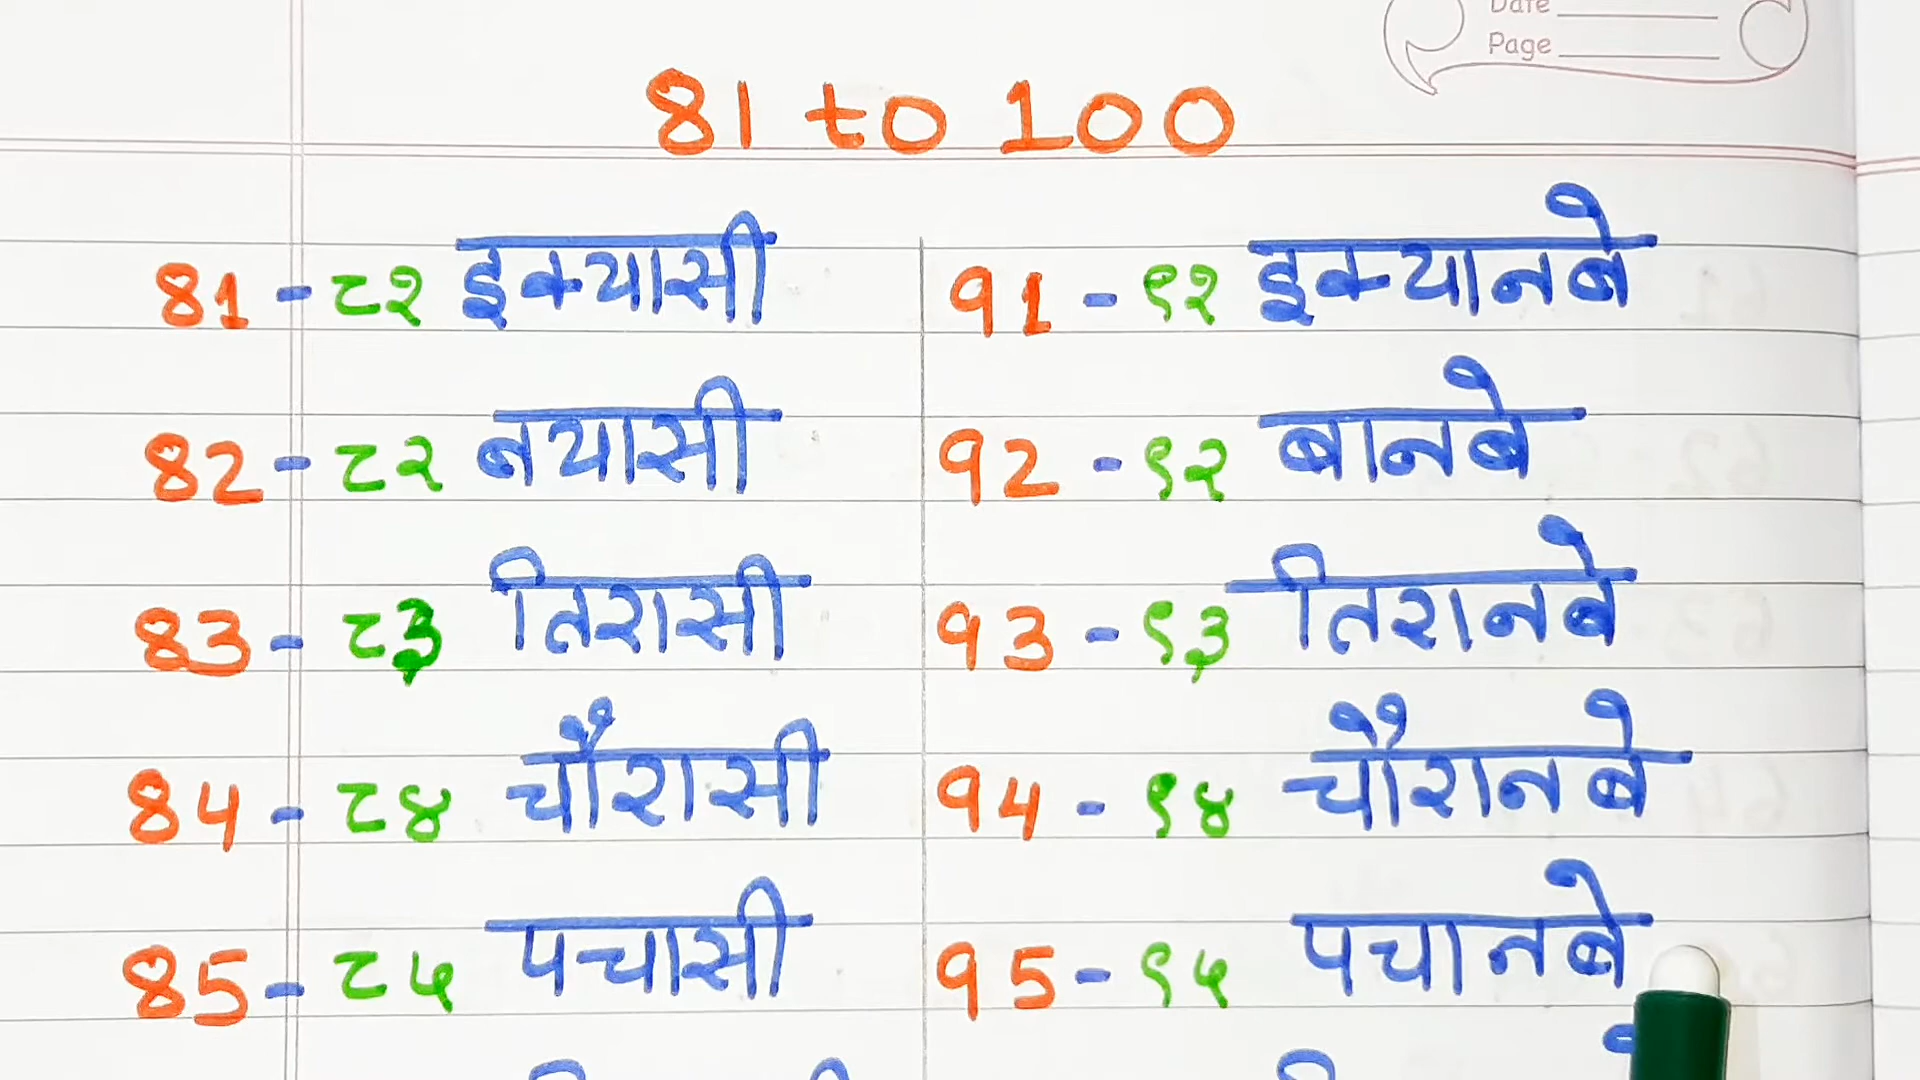 Date
Page
81 to 100
81 - ८१ इक्यासी 91 - ९१ इक्यानबे
82 - ८२ बयासी 92 - ९२ बानबे
83 - ८३ तिरासी 93 - ९३ तिरानबे
84 - ८४ चौरासी 94 - ९४ चौरानबे
85 - ८५ पचासी 95 - ९५ पचानबे